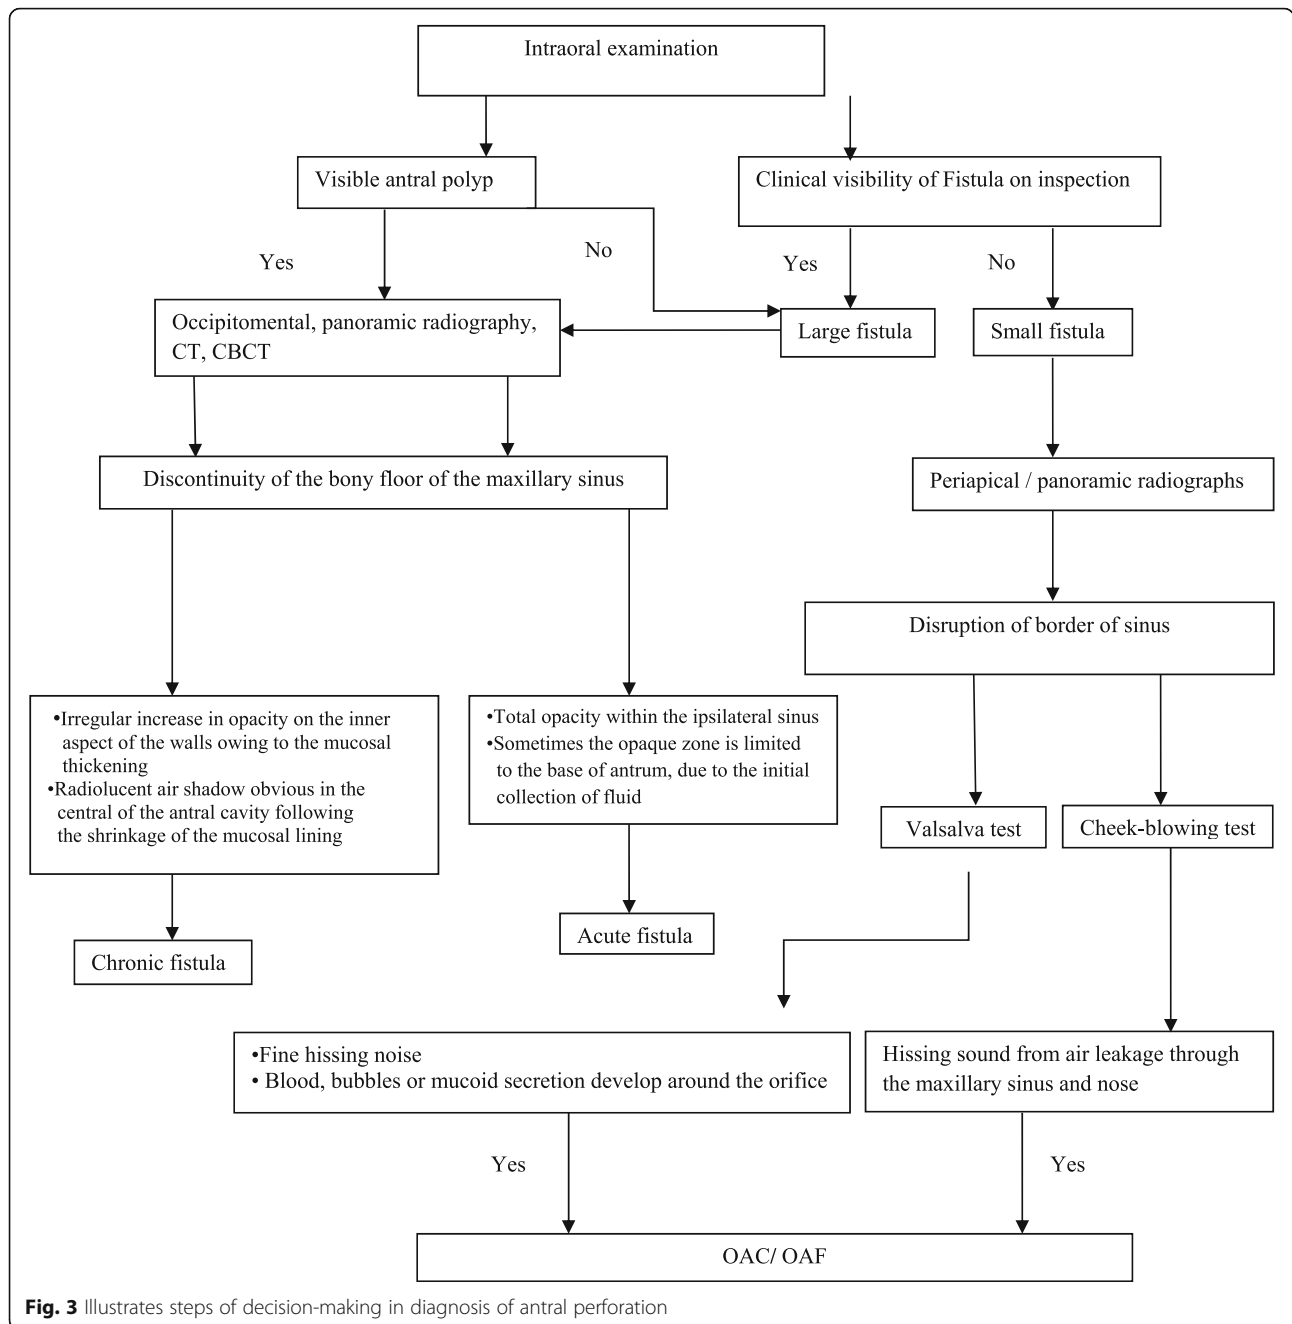 Intraoral examination
Visible antral polyp
Clinical visibility of Fistula on inspection
Yes
No
Yes
No
Occipitomental, panoramic radiography,
CT, CBCT
Large fistula
Small fistula
Discontinuity of the bony floor of the maxillary sinus
Periapical / panoramic radiographs
Disruption of border of sinus
•Irregular increase in opacity on the inner
aspect of the walls owing to the mucosal
thickening
•Radiolucent air shadow obvious in the
central of the antral cavity following
the shrinkage of the mucosal lining
•Total opacity within the ipsilateral sinus
•Sometimes the opaque zone is limited
to the base of antrum, due to the initial
collection of fluid
Valsalva test
Cheek-blowing test
Chronic fistula
Acute fistula
•Fine hissing noise
• Blood, bubbles or mucoid secretion develop around the orifice
Hissing sound from air leakage through
the maxillary sinus and nose
Yes
Yes
OAC/ OAF
Fig. 3 Illustrates steps of decision-making in diagnosis of antral perforation